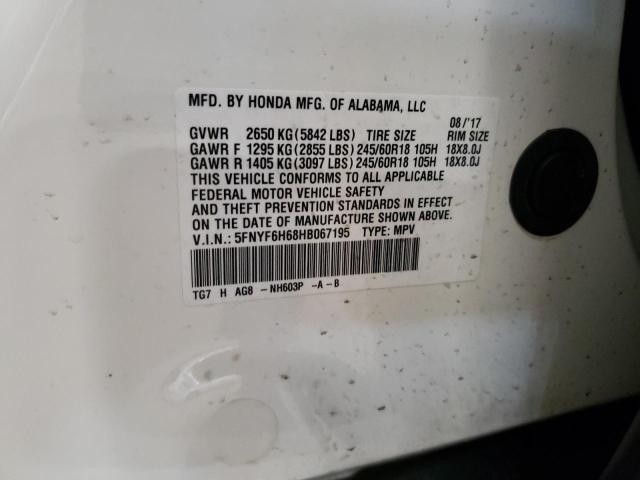 MFD. BY HONDA MFG. OF ALABAMA, LLC
08/'17
GVWR 2650 KG (5842 LBS) TIRE SIZE RIM SIZE
GAWR F 1295 KG (2855 LBS) 245/60R18 105H 18X8.0J
GAWR R 1405 KG (3097 LBS) 245/60R18 105H 18X8.0J
THIS VEHICLE CONFORMS TO ALL APPLICABLE
FEDERAL MOTOR VEHICLE SAFETY
AND THEFT PREVENTION STANDARDS IN EFFECT
ON THE DATE OF MANUFACTURE SHOWN ABOVE.
V.I.N.: 5FNYF6H68HB067195 TYPE: MPV
TG7 H AG8 -NH603P -A-B